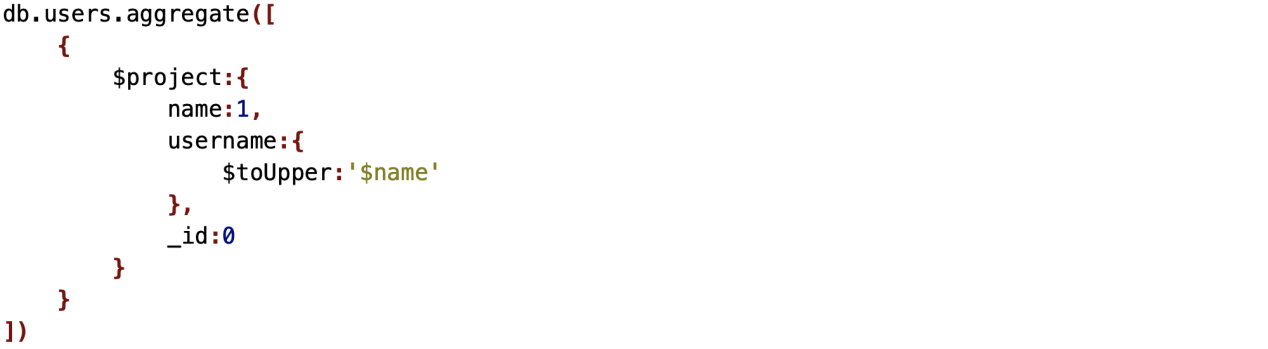 db.users.aggregate([
    {
        $project:{
            name:1,
            username:{
                $toUpper:'$name'
            },
            _id:0
        }
    }
])